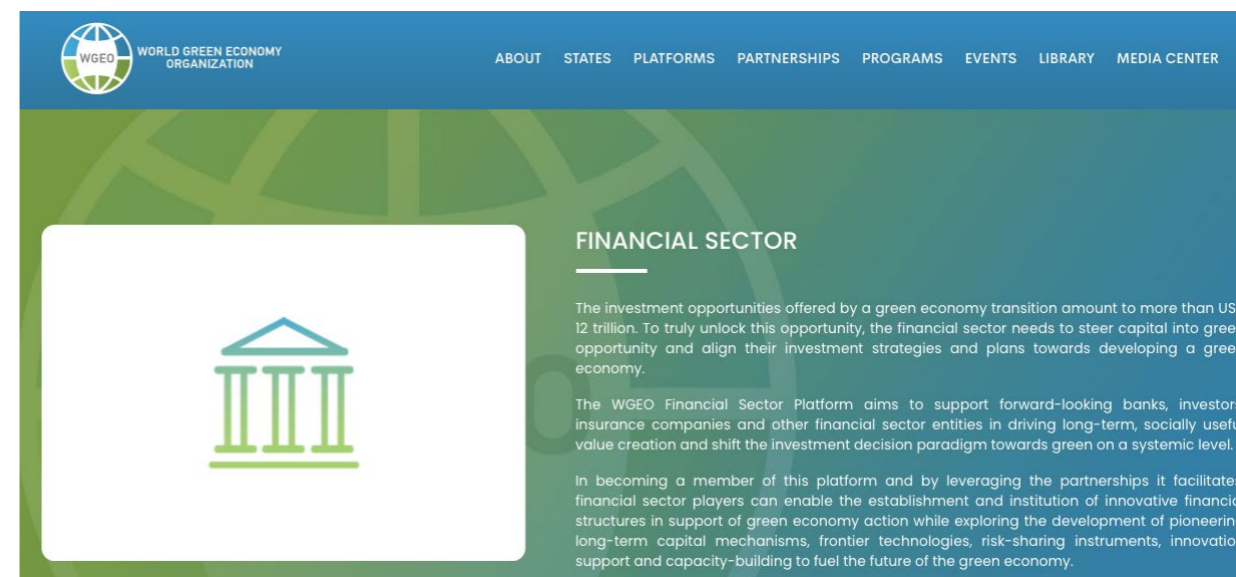 WGEO
WORLD GREEN ECONOMY
ORGANIZATION
ABOUT STATES PLATFORMS PARTNERSHIPS PROGRAMS EVENTS LIBRARY MEDIA CENTER
FINANCIAL SECTOR
The investment opportunities offered by a green economy transition amount to more than US
12 trillion. To truly unlock this opportunity, the financial sector needs to steer capital into gree
opportunity and align their investment strategies and plans towards developing a gree
economy.
The WGEO Financial Sector Platform aims to support forward-looking banks, investor
insurance companies and other financial sector entities in driving long-term, socially usefu
value creation and shift the investment decision paradigm towards green on a systemic level.
In becoming a member of this platform and by leveraging the partnerships it facilitate
financial sector players can enable the establishment and institution of innovative financi
structures in support of green economy action while exploring the development of pioneerin
long-term capital mechanisms, frontier technologies, risk-sharing instruments, innovatio
support and capacity-building to fuel the future of the green economy.